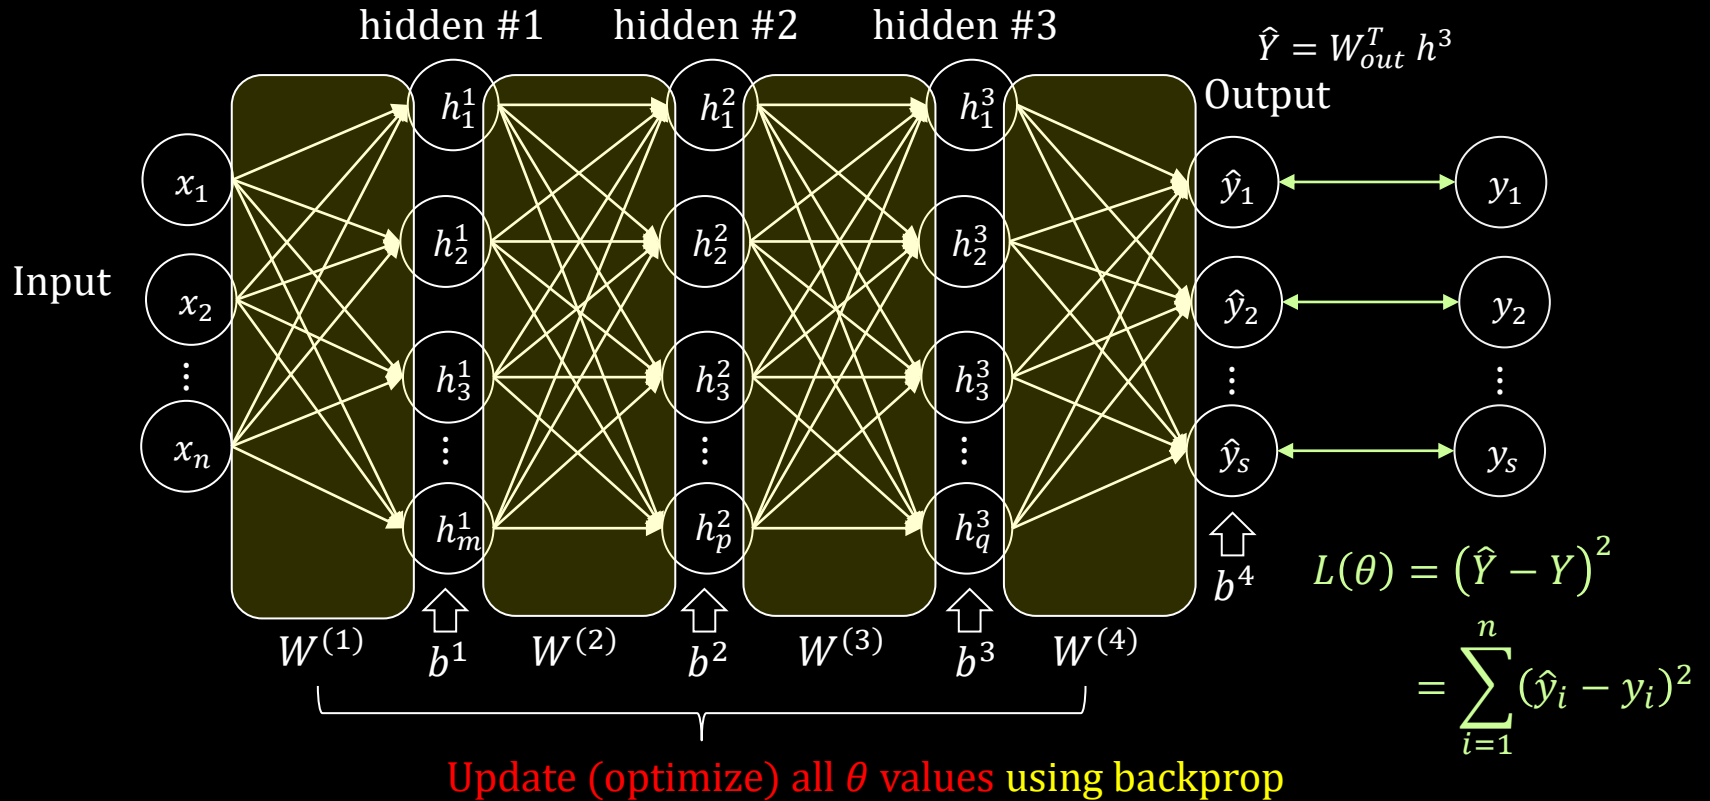 hidden #1 hidden #2 hidden #3
Ŷ = W_{out}^{T} h^3
Output
Input
x_1
x_2
⋮
x_n
h_1^1
h_2^1
h_3^1
⋮
h_m^1
h_1^2
h_2^2
h_3^2
⋮
h_p^2
h_1^3
h_2^3
h_3^3
⋮
h_q^3
ŷ_1
ŷ_2
⋮
ŷ_s
y_1
y_2
⋮
y_s
W^{(1)} b^1 W^{(2)} b^2 W^{(3)} b^3 W^{(4)} b^4
L(θ) = (Ŷ − Y)^2
= \sum_{i=1}^{n} (ŷ_i − y_i)^2
Update (optimize) all θ values using backprop